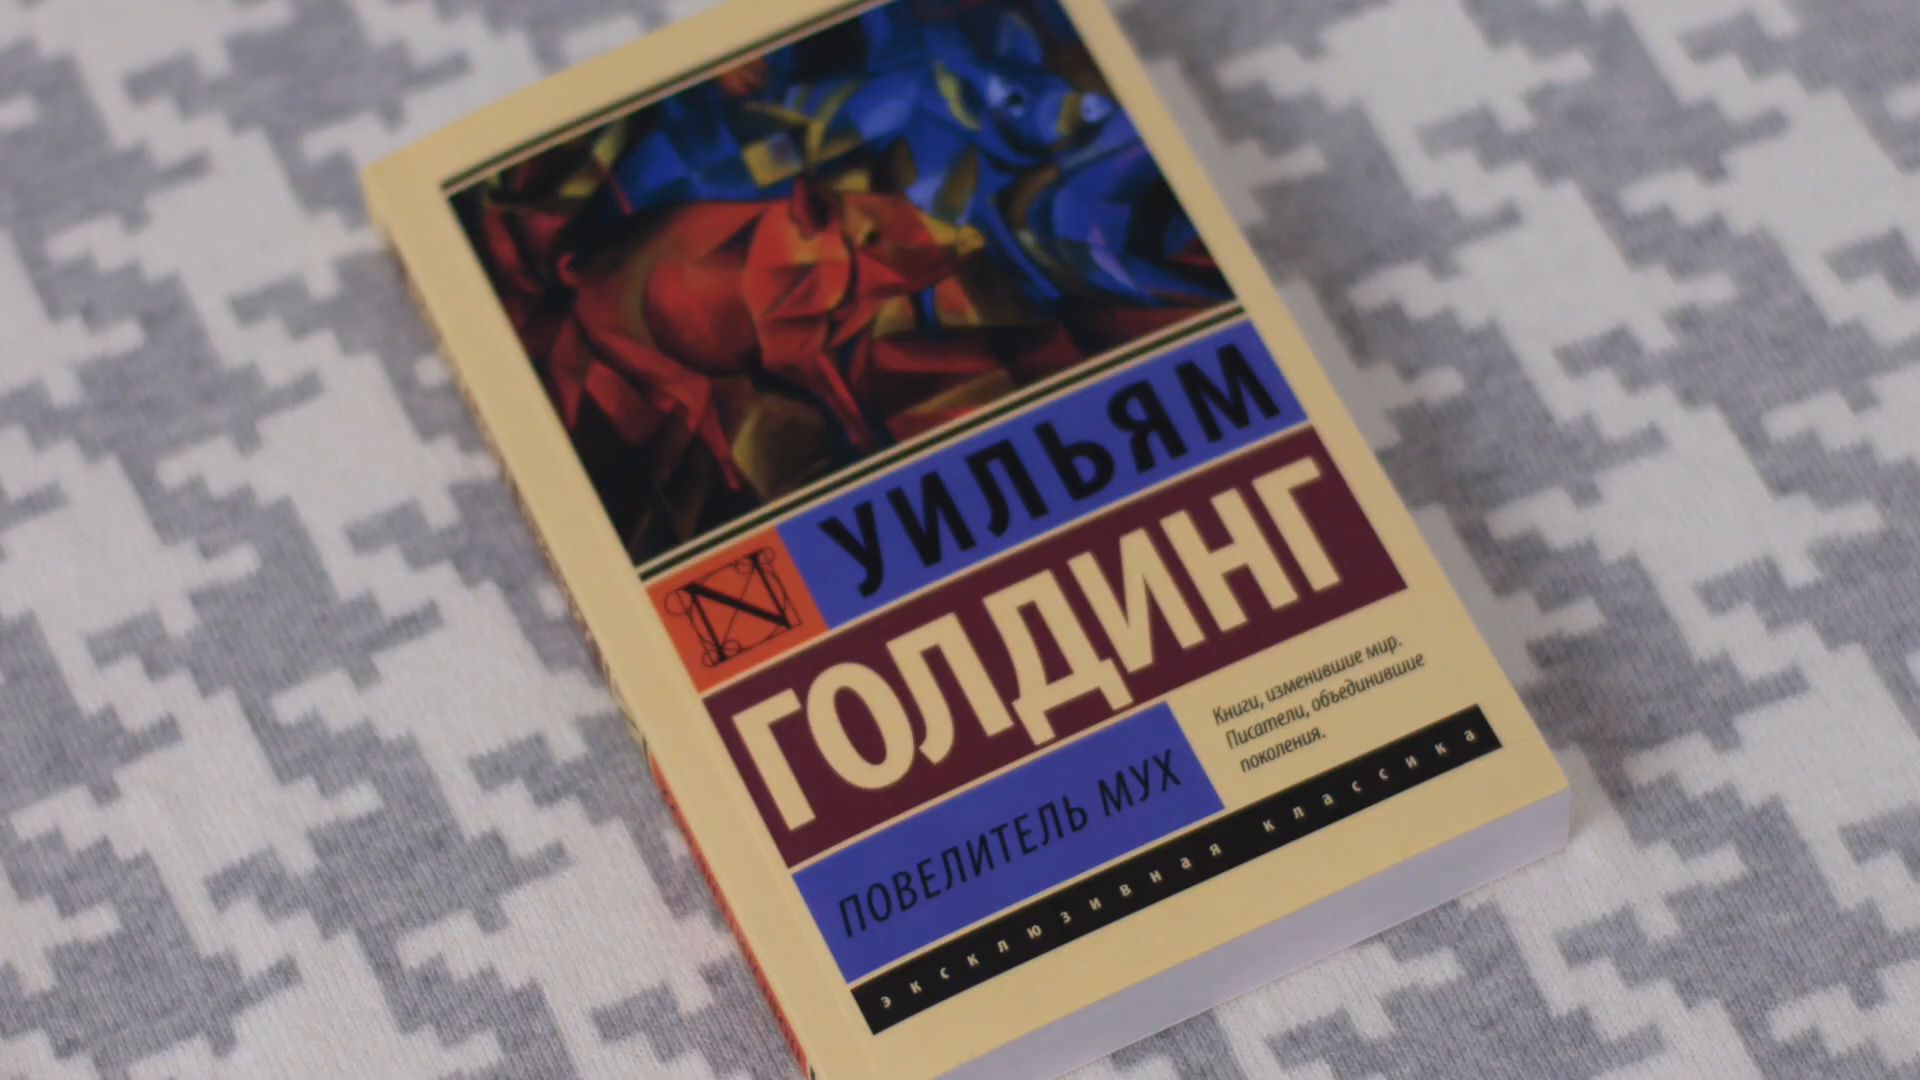 УИЛЬЯМ
N
ГОЛДИНГ
Книги, изменившие мир.
Писатели, объединившие
поколения.
ПОВЕЛИТЕЛЬ МУХ
эксклюзивная классика